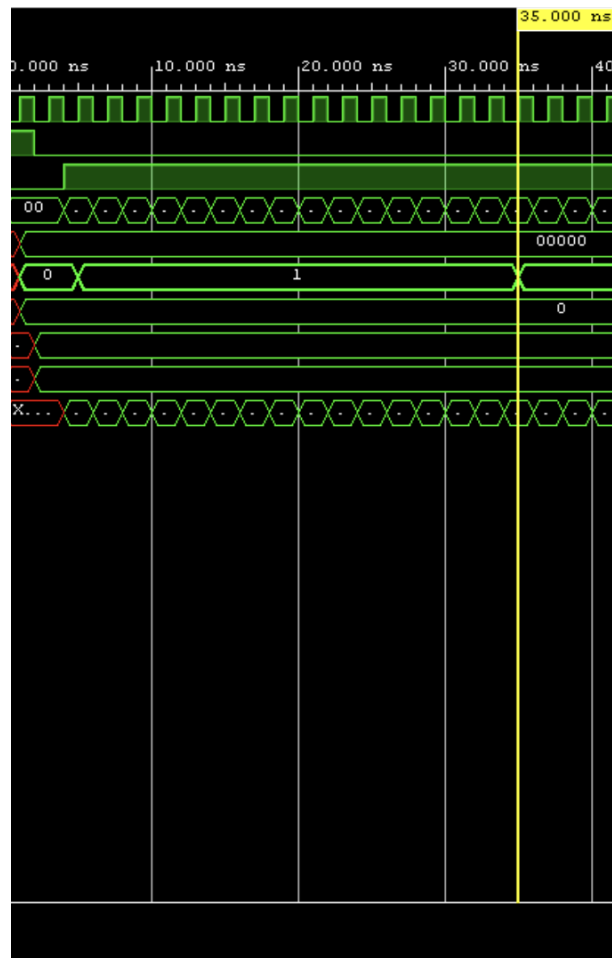 35.000 ns
0.000 ns 10.000 ns 20.000 ns 30.000 ns 40
00 - - - - - - - - - - - - - - - - - - -
00000
0 1
0
-
-
X... - - - - - - - - - - - - - - - - - - -